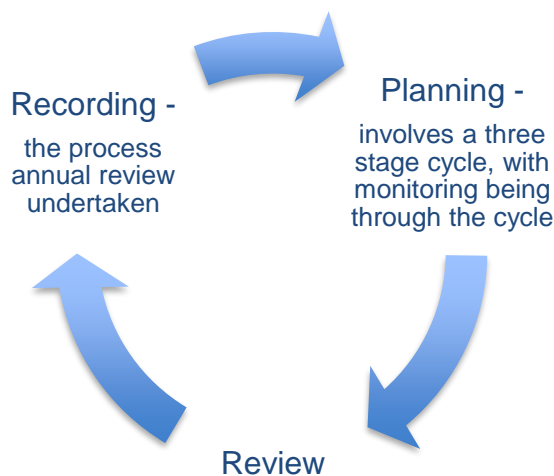 Recording -
the process
annual review
undertaken
Planning -
involves a three
stage cycle, with
monitoring being
through the cycle
Review